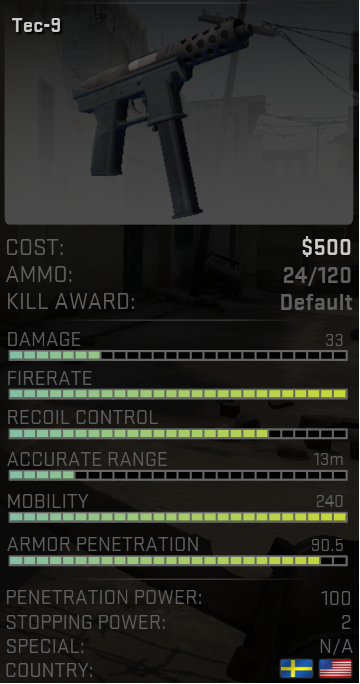 Tec-9
COST: $500
AMMO: 24/120
KILL AWARD: Default
DAMAGE 33
FIRERATE
RECOIL CONTROL
ACCURATE RANGE 13m
MOBILITY 240
ARMOR PENETRATION 90.5
PENETRATION POWER: 100
STOPPING POWER: 2
SPECIAL: N/A
COUNTRY: